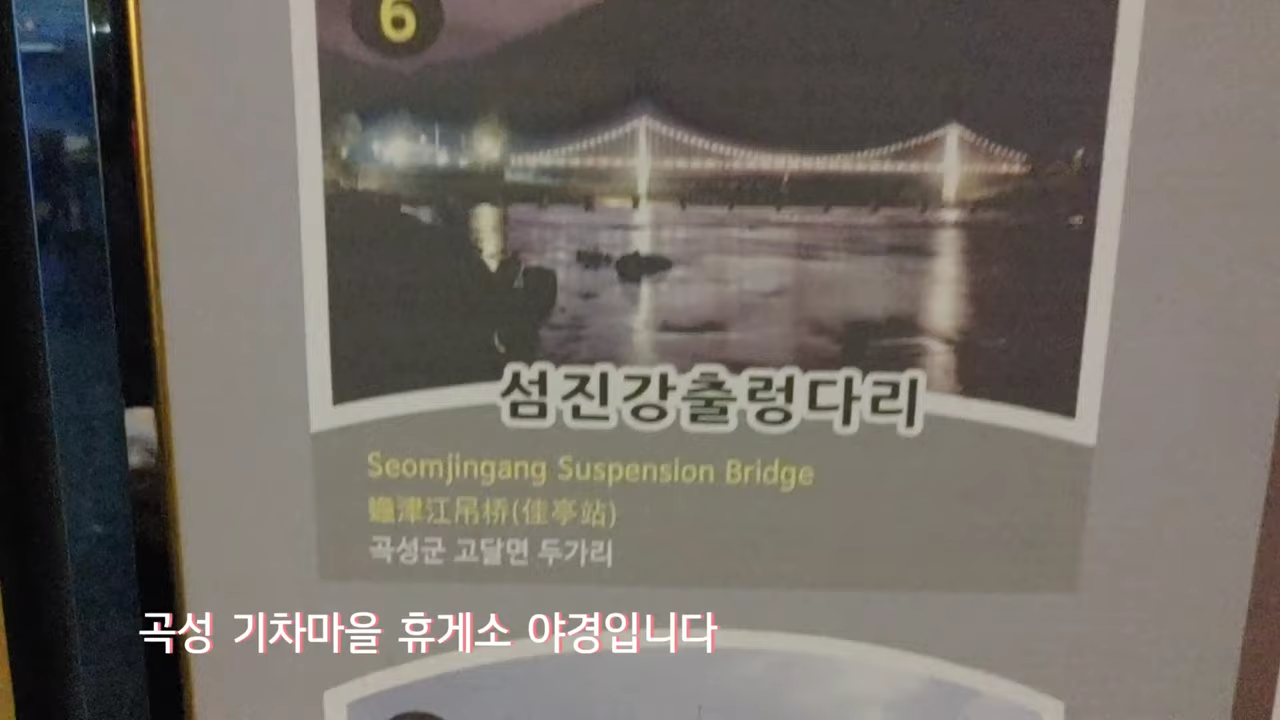 6
섬진강출렁다리
Seomjingang Suspension Bridge
蟾津江吊桥(佳亭站)
곡성군 고달면 두가리
곡성 기차마을 휴게소 야경입니다